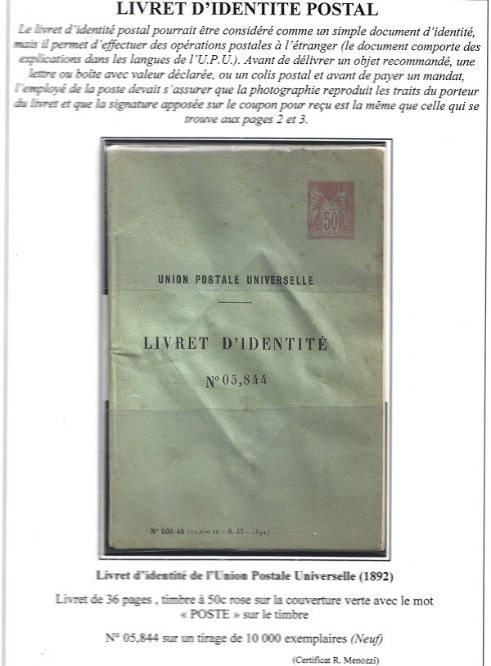 LIVRET D'IDENTITE POSTAL
Le livret d'identité postal pourrait être considéré comme un simple document d'identité,
mais il permet d'effectuer des opérations postales à l'étranger (le document comporte des
explications dans les langues de l'U.P.U.). Avant de délivrer un objet recommandé, une
lettre ou boîte avec valeur déclarée, ou un colis postal et avant de payer un mandat,
l'employé de la poste devait s'assurer que la photographie reproduit les traits du porteur
du livret et que la signature apposée sur le coupon pour reçu est la même que celle qui se
trouve aux pages 2 et 3.
50
UNION POSTALE UNIVERSELLE
LIVRET D'IDENTITÉ
N° 05,844
N° 500-40
Livret d'identité de l'Union Postale Universelle (1892)
Livret de 36 pages , timbre à 50c rose sur la couverture verte avec le mot
« POSTE » sur le timbre
N° 05,844 sur un tirage de 10 000 exemplaires (Neuf)
(Certificat R. Menozzi)